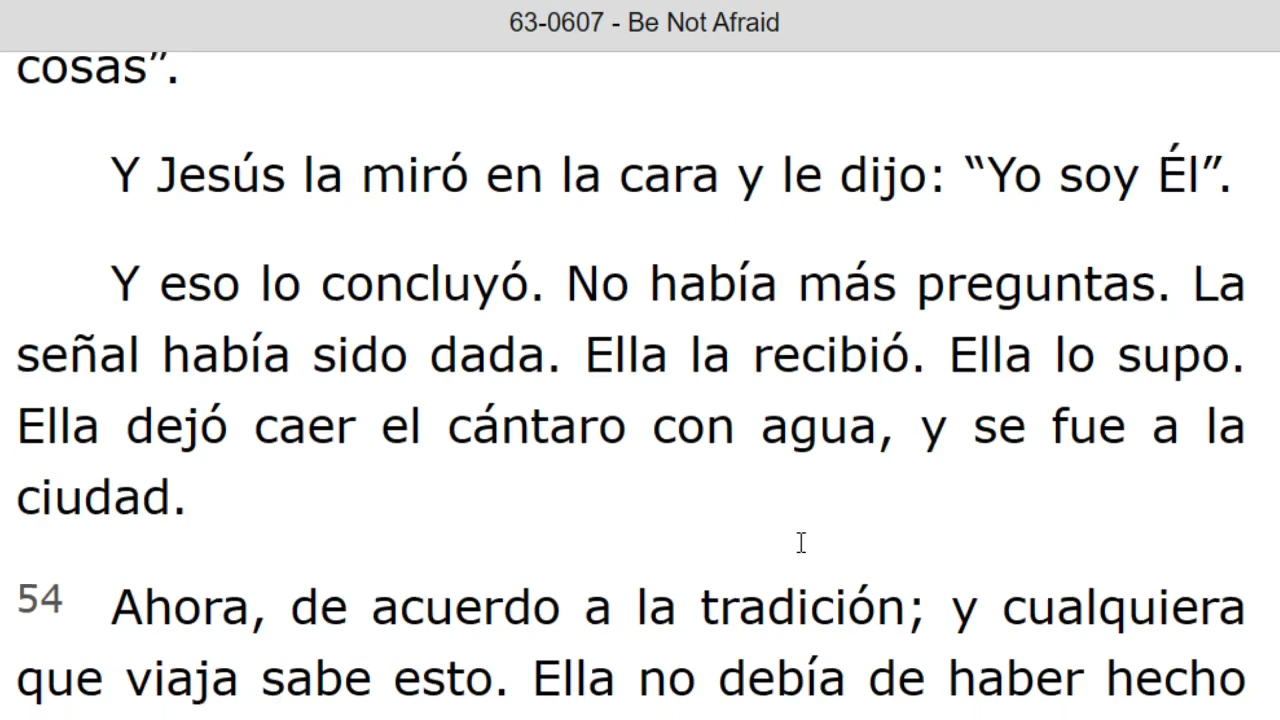 63-0607 - Be Not Afraid
cosas”.
Y Jesús la miró en la cara y le dijo: “Yo soy Él”.
Y eso lo concluyó. No había más preguntas. La
señal había sido dada. Ella la recibió. Ella lo supo.
Ella dejó caer el cántaro con agua, y se fue a la
ciudad.
54 Ahora, de acuerdo a la tradición; y cualquiera
que viaja sabe esto. Ella no debía de haber hecho